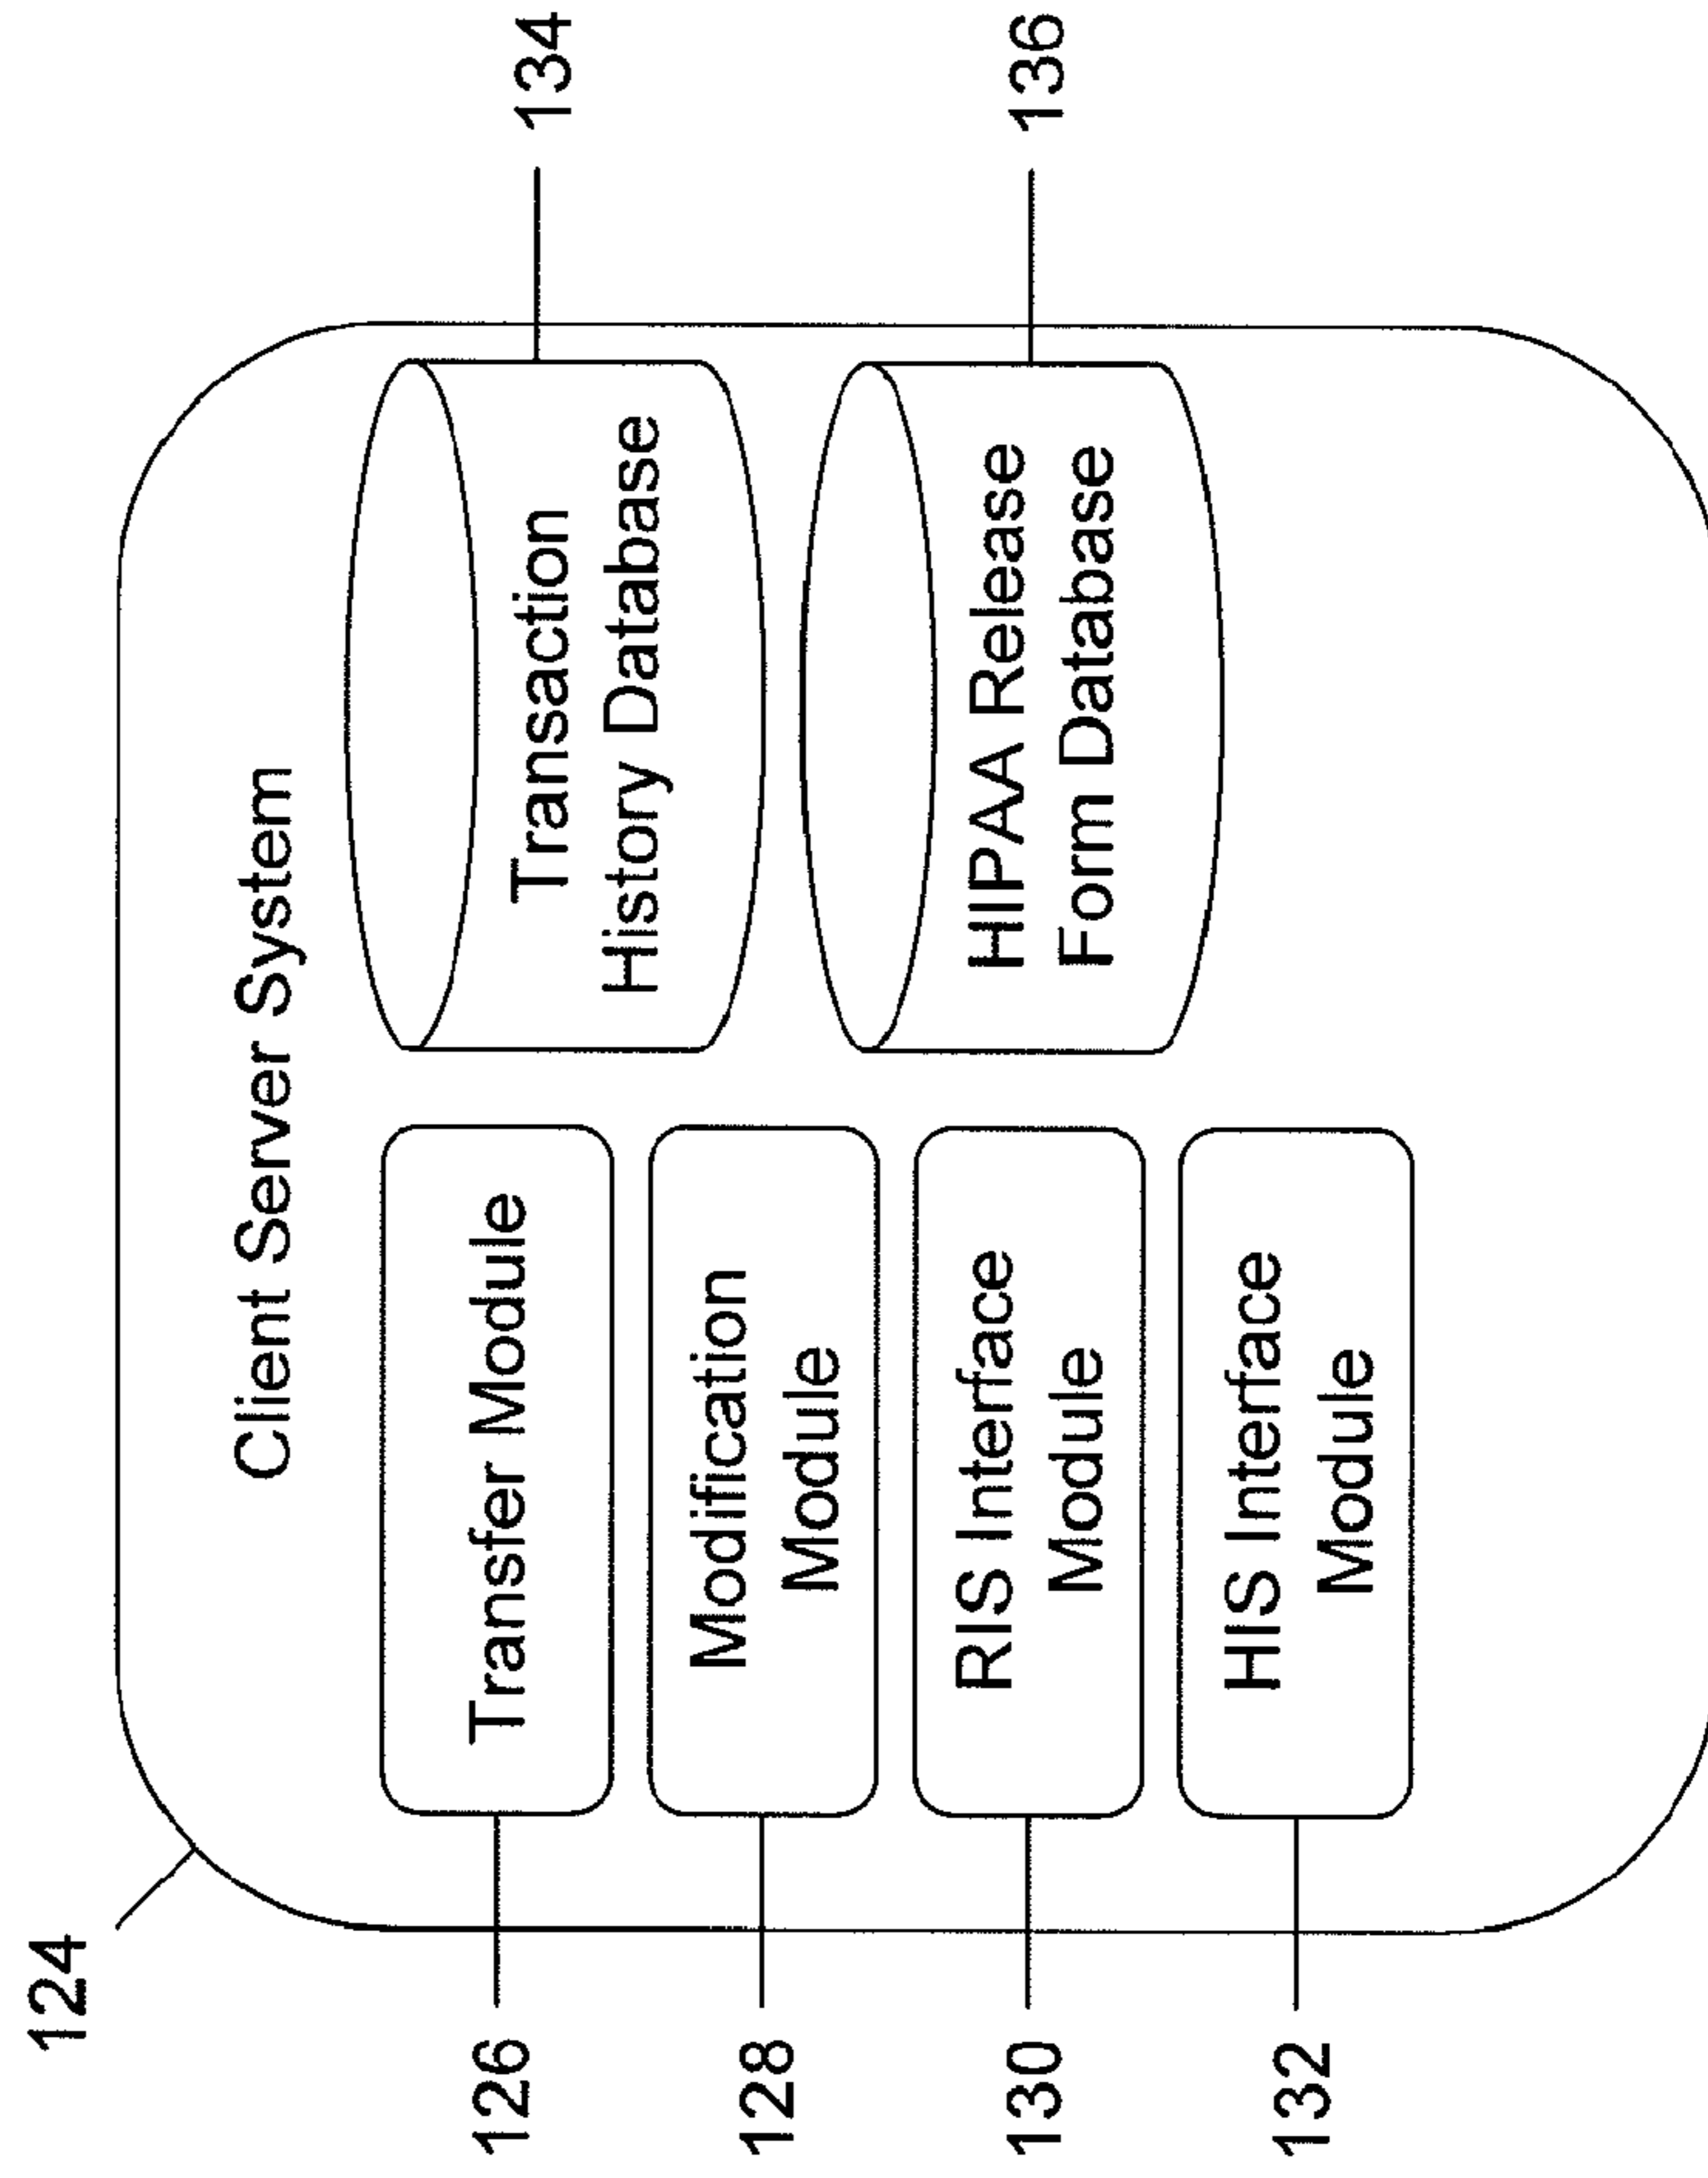 124
Client Server System
126
Transfer Module
128
Modification
Module
130
RIS Interface
Module
132
HIS Interface
Module
Transaction
History Database
134
HIPAA Release
Form Database
136